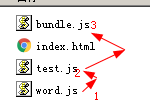 bundle.js 3
index.html
test.js 2
word.js 1